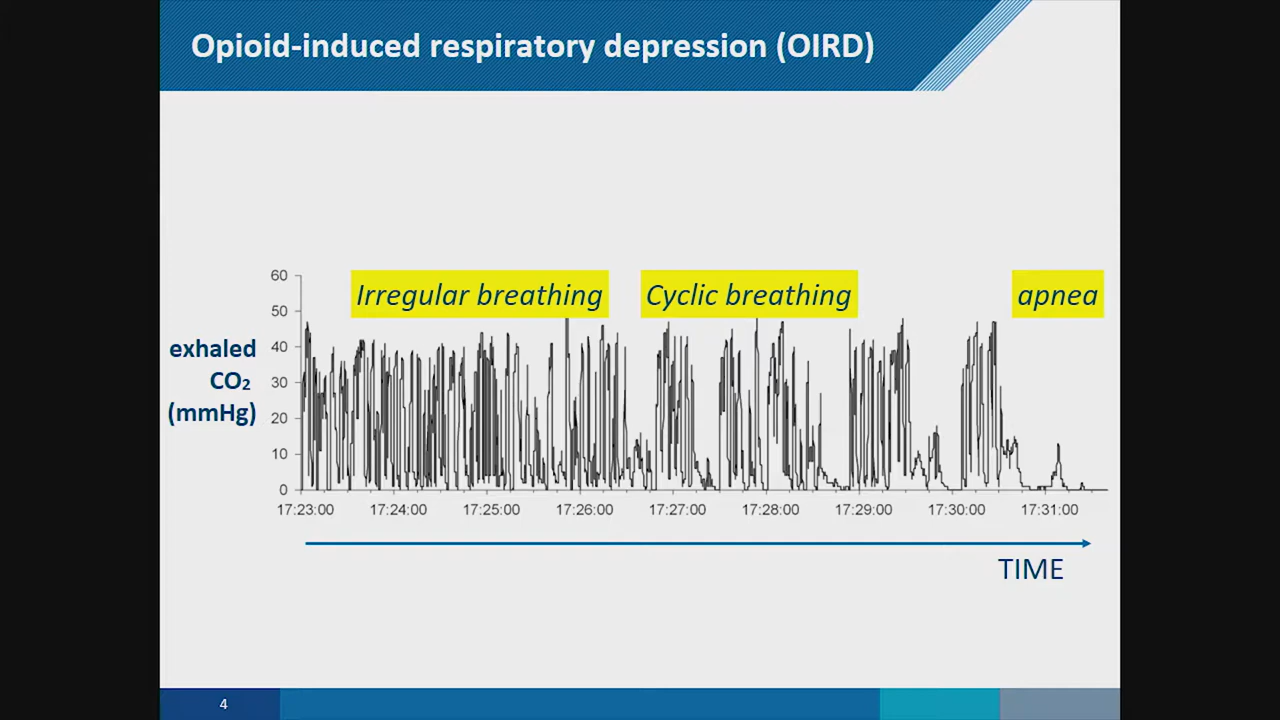 Opioid-induced respiratory depression (OIRD)
Irregular breathing
Cyclic breathing
apnea
exhaled
CO₂
(mmHg)
60
50
40
30
20
10
0
17:23:00 17:24:00 17:25:00 17:26:00 17:27:00 17:28:00 17:29:00 17:30:00 17:31:00
TIME
4